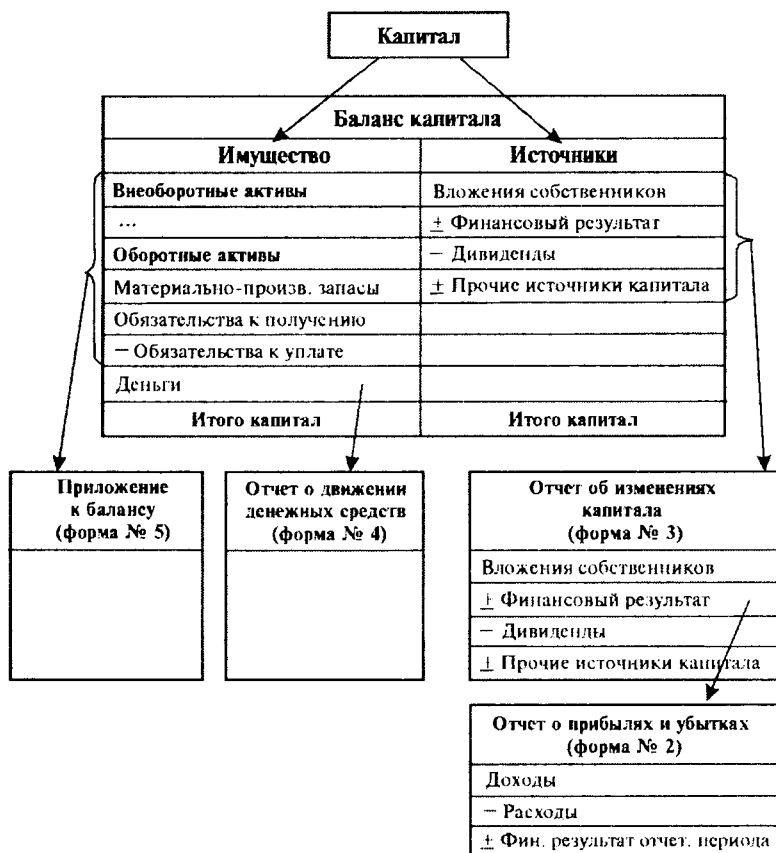 Капитал
Баланс капитала
Имущество
Источники
Внеоборотные активы
Вложения собственников
...
± Финансовый результат
Оборотные активы
− Дивиденды
Материально-произв. запасы
± Прочие источники капитала
Обязательства к получению
− Обязательства к уплате
Деньги
Итого капитал
Итого капитал
Приложение
к балансу
(форма № 5)
Отчет о движении
денежных средств
(форма № 4)
Отчет об изменениях
капитала
(форма № 3)
Вложения собственников
± Финансовый результат
− Дивиденды
± Прочие источники капитала
Отчет о прибылях и убытках
(форма № 2)
Доходы
− Расходы
± Фин. результат отчет. периода